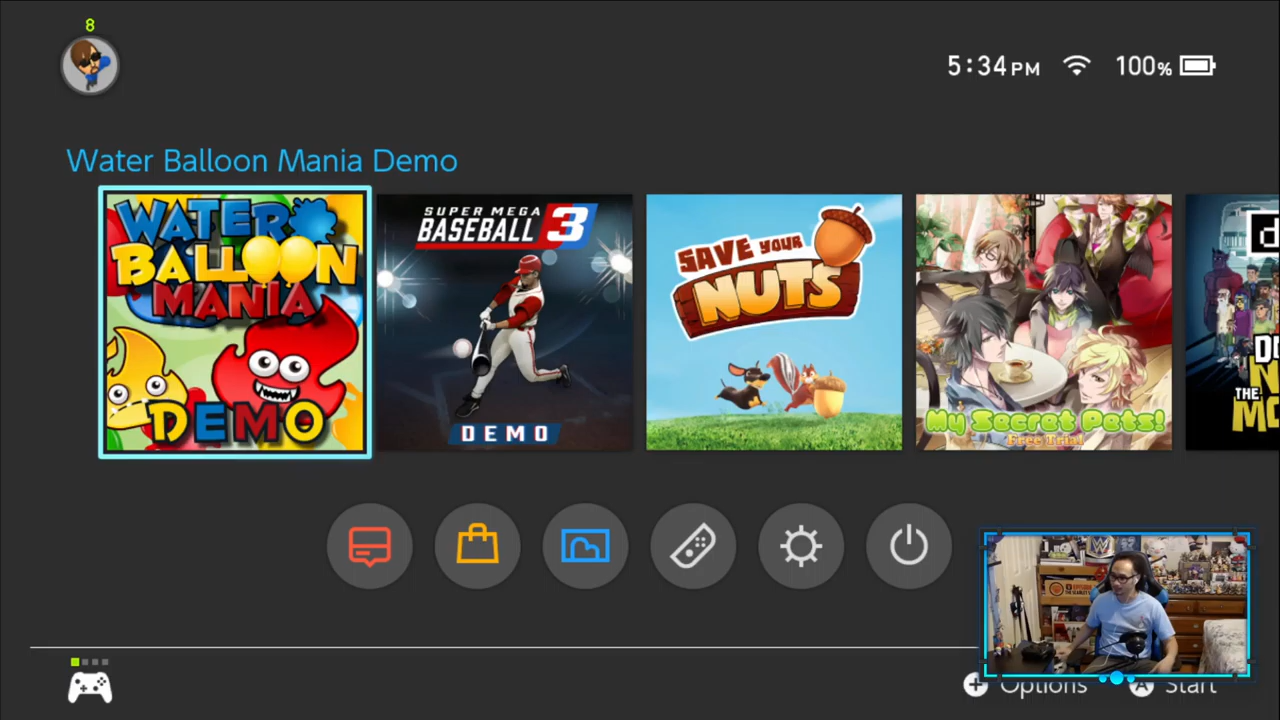 8
5:34PM
100%
Water Balloon Mania Demo
WATER
BALLOON
MANIA
DEMO
SUPER MEGA
BASEBALL 3
DEMO
SAVE YOUR
NUTS
My Secret Pets!
Free Trial
d
THE
Options
A Start